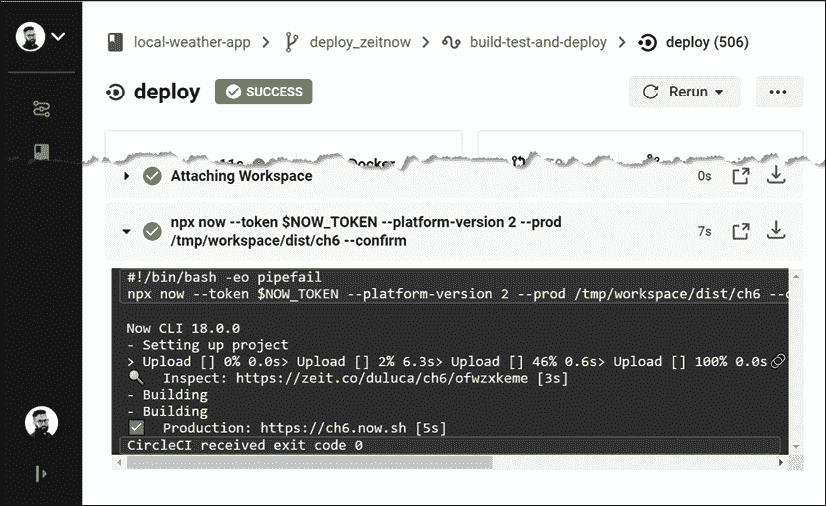 local-weather-app > deploy_zeitnow > build-test-and-deploy > deploy (506)
deploy SUCCESS Rerun ...
Attaching Workspace 0s
npx now --token $NOW_TOKEN --platform-version 2 --prod
/tmp/workspace/dist/ch6 --confirm 7s
#!/bin/bash -eo pipefail
npx now --token $NOW_TOKEN --platform-version 2 --prod /tmp/workspace/dist/ch6
Now CLI 18.0.0
- Setting up project
> Upload [] 0% 0.0s> Upload [] 2% 6.3s> Upload [] 46% 0.6s> Upload [] 100% 0.0s
Inspect: https://zeit.co/duluca/ch6/ofwzxkeme [3s]
- Building
- Building
Production: https://ch6.now.sh [5s]
CircleCI received exit code 0